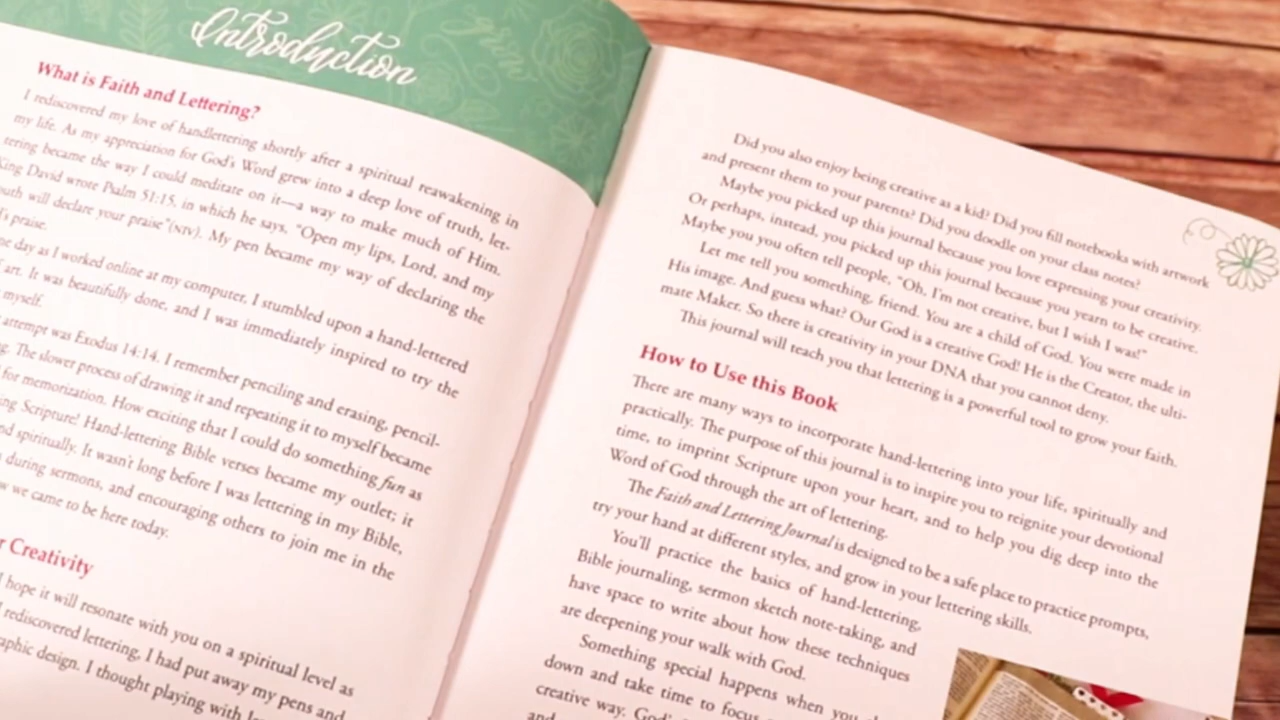 Introduction
grow
What is Faith and Lettering?
I rediscovered my love of handlettering shortly after a spiritual reawakening in
my life. As my appreciation for God's Word grew into a deep love of truth, let-
tering became the way I could meditate on it—a way to make much of Him.
King David wrote Psalm 51:15, in which he says, "Open my lips, Lord, and my
will declare your praise"(NIV). My pen became my way of declaring the
praise.
day as I worked online at my computer, I stumbled upon a hand-lettered
art. It was beautifully done, and I was immediately inspired to try the
myself.
attempt was Exodus 14:14. I remember penciling and erasing, pencil-
The slower process of drawing it and repeating it to myself became
for memorization. How exciting that I could do something fun as
Scripture! Hand-lettering Bible verses became my outlet; it
spiritually. It wasn't long before I was lettering in my Bible,
during sermons, and encouraging others to join me in the
we came to be here today.
Creativity
hope it will resonate with you on a spiritual level as
rediscovered lettering, I had put away my pens and
design. I thought playing with
Did you also enjoy being creative as a kid? Did you fill notebooks with artwork
and present them to your parents? Did you doodle on your class notes?
Maybe you picked up this journal because you love expressing your creativity.
Or perhaps, instead, you picked up this journal because you yearn to be creative.
Maybe you you often tell people, "Oh, I'm not creative, but I wish I was!"
Let me tell you something, friend. You are a child of God. You were made in
His image. And guess what? Our God is a creative God! He is the Creator, the ulti-
mate Maker. So there is creativity in your DNA that you cannot deny.
This journal will teach you that lettering is a powerful tool to grow your faith.
How to Use this Book
There are many ways to incorporate hand-lettering into your life, spiritually and
practically. The purpose of this journal is to inspire you to reignite your devotional
time, to imprint Scripture upon your heart, and to help you dig deep into the
Word of God through the art of lettering.
The Faith and Lettering Journal is designed to be a safe place to practice prompts,
try your hand at different styles, and grow in your lettering skills.
You'll practice the basics of hand-lettering,
Bible journaling, sermon sketch note-taking, and
have space to write about how these techniques
are deepening your walk with God.
Something special happens when you
down and take time to focus
creative way. God's
and